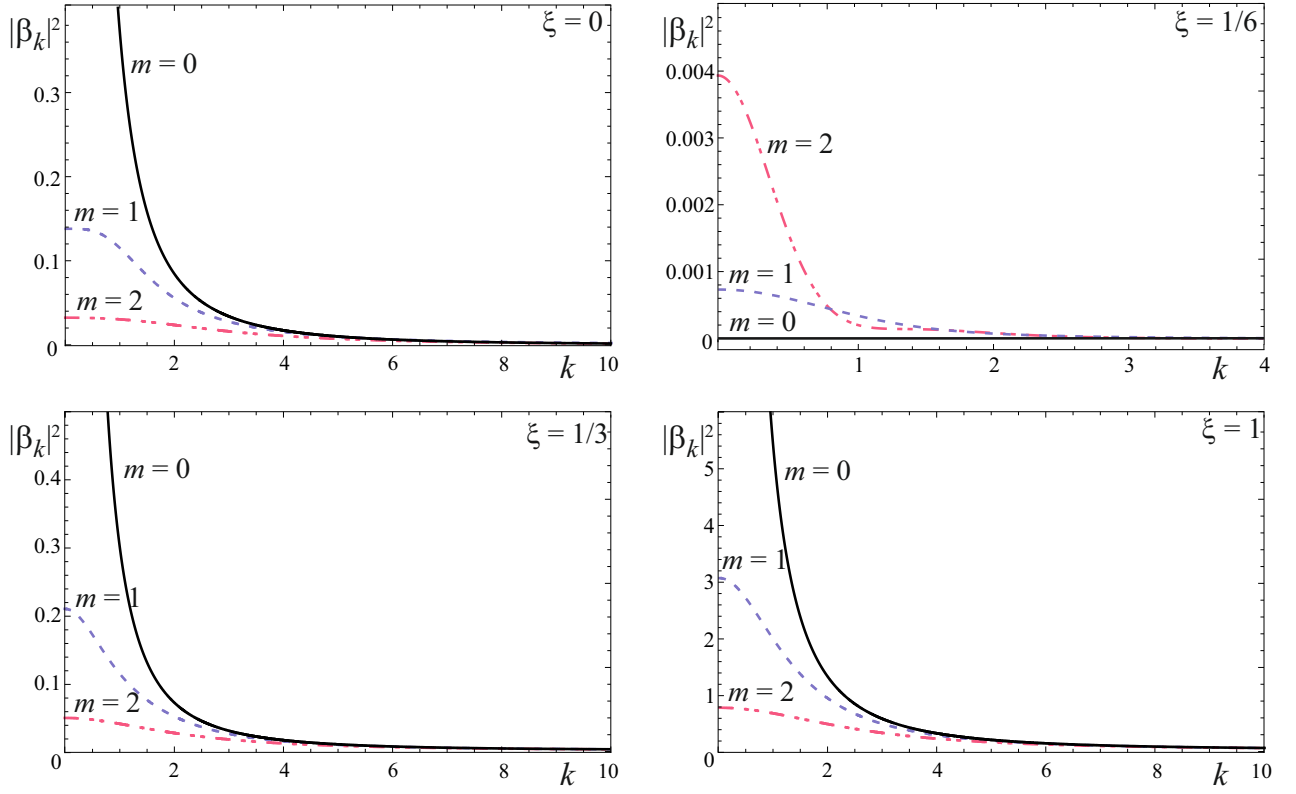 |β_k|²
ξ = 0
m = 0
m = 1
m = 2
0.3
0.2
0.1
0
2
4
6
8
10
k
|β_k|²
ξ = 1/6
m = 2
m = 1
m = 0
0.004
0.003
0.002
0.001
0
1
2
3
4
k
|β_k|²
ξ = 1/3
m = 0
m = 1
m = 2
0.4
0.3
0.2
0.1
0
2
4
6
8
10
k
|β_k|²
ξ = 1
m = 0
m = 1
m = 2
5
4
3
2
1
0
2
4
6
8
10
k